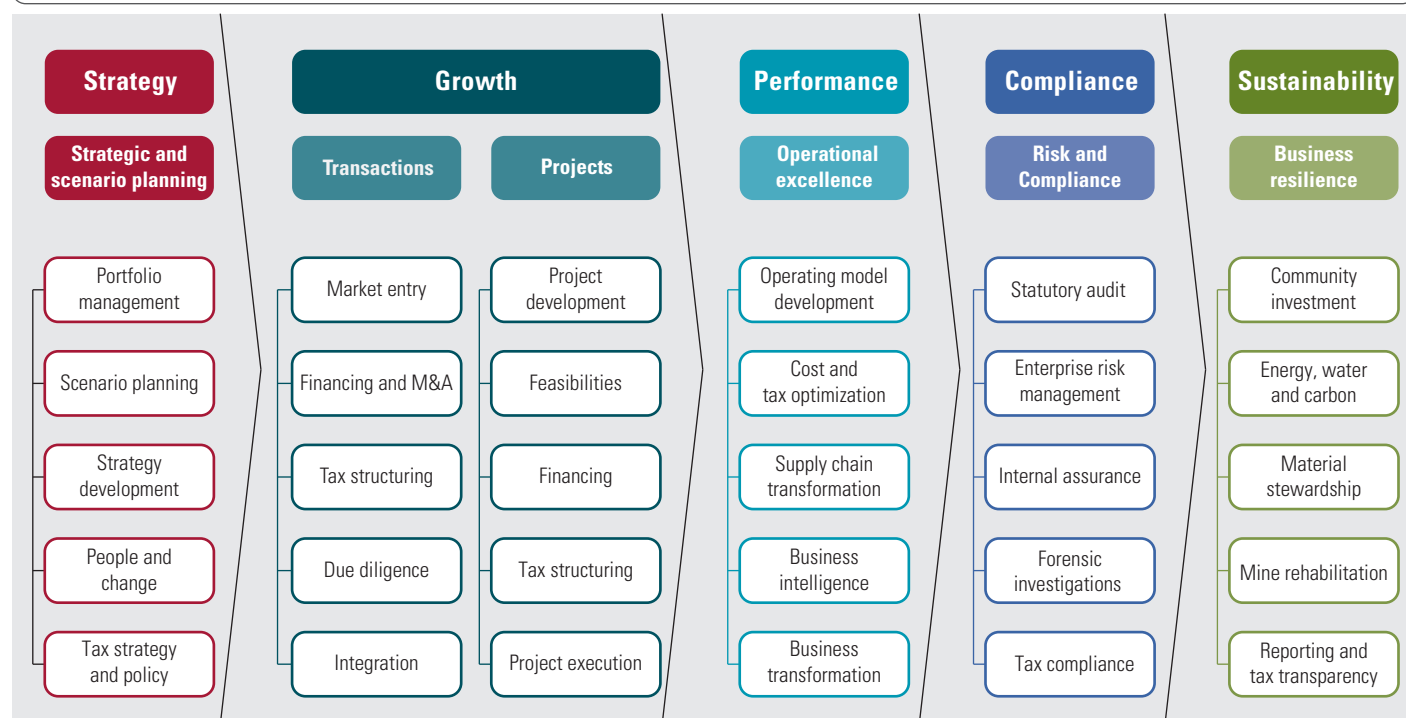 Strategy
Growth
Performance
Compliance
Sustainability
Strategic and
scenario planning
Transactions
Projects
Operational
excellence
Risk and
Compliance
Business
resilience
Portfolio
management
Scenario planning
Strategy
development
People and
change
Tax strategy
and policy
Market entry
Financing and M&A
Tax structuring
Due diligence
Integration
Project
development
Feasibilities
Financing
Tax structuring
Project execution
Operating model
development
Cost and
tax optimization
Supply chain
transformation
Business
intelligence
Business
transformation
Statutory audit
Enterprise risk
management
Internal assurance
Forensic
investigations
Tax compliance
Community
investment
Energy, water
and carbon
Material
stewardship
Mine rehabilitation
Reporting and
tax transparency